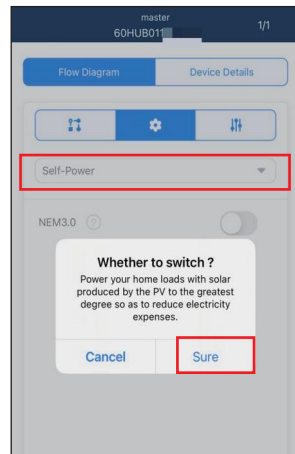 master
60HUB011
1/1
Flow Diagram
Device Details
Self-Power
NEM3.0 ?
Whether to switch ?
Power your home loads with solar
produced by the PV to the greatest
degree so as to reduce electricity
expenses.
Cancel
Sure